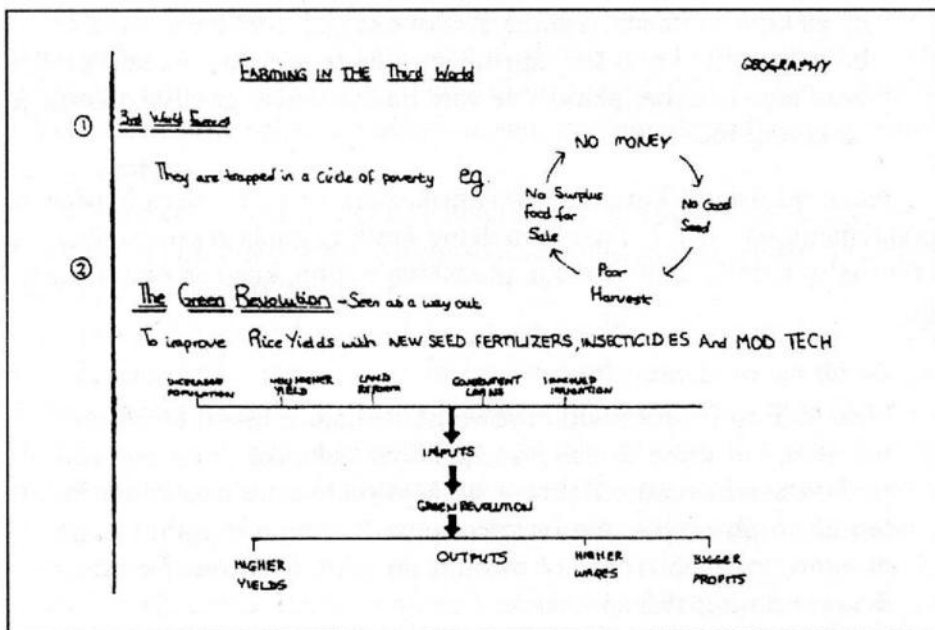 FARMING IN THE THIRD WORLD
GEOGRAPHY
① 3rd World Farmers
They are trapped in a circle of poverty eg
NO MONEY
No Good
Seed
Poor
Harvest
No Surplus
Food for
Sale
②
The Green Revolution - Seen as a way out
To improve Rice Yields with NEW SEED FERTILIZERS, INSECTICIDES And MOD TECH
INCREASED
POPULATION
NEW HIGHER
YIELD
LAND
REFORM
GOVERNMENT
LOANS
IMPROVED
IRRIGATION
INPUTS
GREEN REVOLUTION
OUTPUTS
HIGHER
YIELDS
HIGHER
WAGES
BIGGER
PROFITS